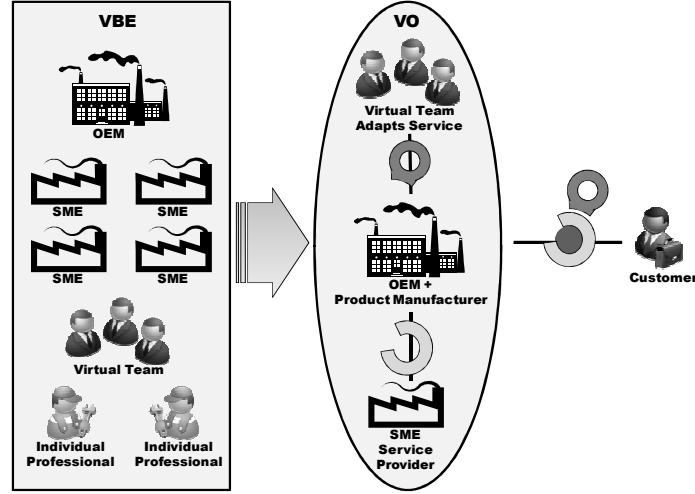 VBE
OEM
SME
SME
SME
SME
Virtual Team
Individual
Professional
Individual
Professional
VO
Virtual Team
Adapts Service
OEM +
Product Manufacturer
SME
Service
Provider
Customer